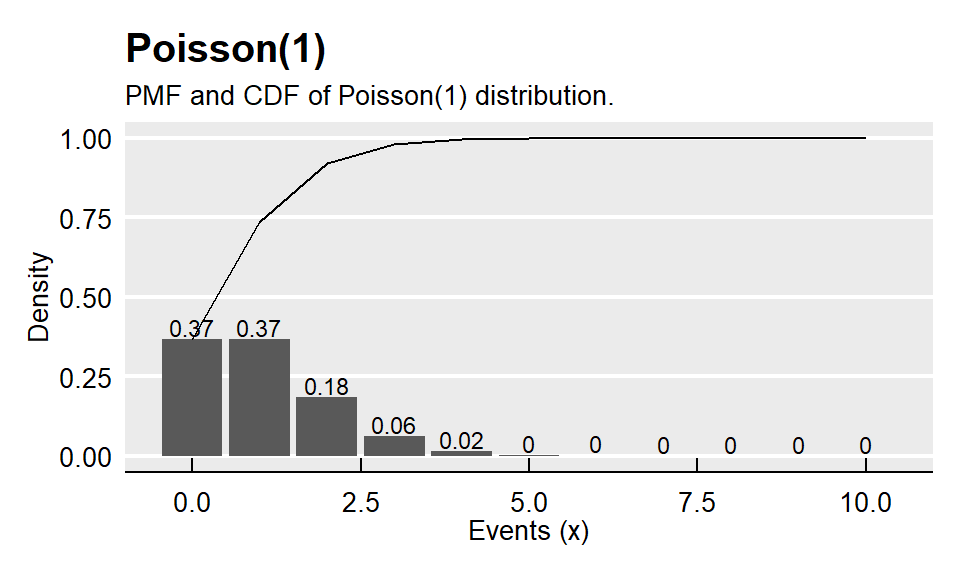 Poisson(1)
PMF and CDF of Poisson(1) distribution.
1.00
0.75
0.50
0.25
0.00
Density
0.37 0.37 0.18 0.06 0.02 0 0 0 0 0 0
0.0 2.5 5.0 7.5 10.0
Events (x)